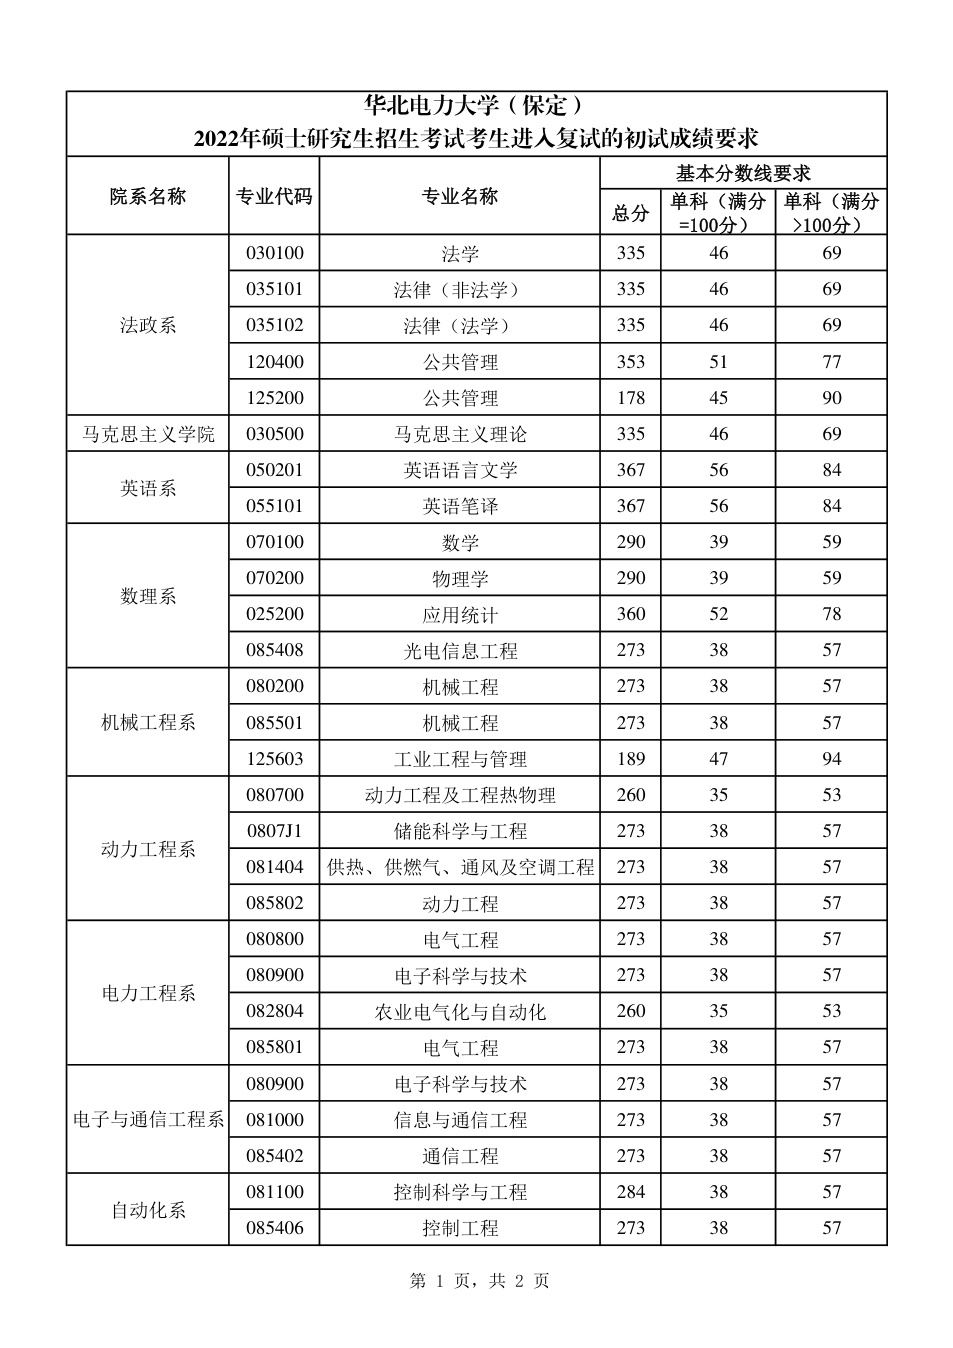 华北电力大学（保定）
2022年硕士研究生招生考试考生进入复试的初试成绩要求
院系名称 专业代码 专业名称 基本分数线要求
总分 单科（满分=100分） 单科（满分>100分）
法政系 030100 法学 335 46 69
035101 法律（非法学） 335 46 69
035102 法律（法学） 335 46 69
120400 公共管理 353 51 77
125200 公共管理 178 45 90
马克思主义学院 030500 马克思主义理论 335 46 69
英语系 050201 英语语言文学 367 56 84
055101 英语笔译 367 56 84
数理系 070100 数学 290 39 59
070200 物理学 290 39 59
025200 应用统计 360 52 78
085408 光电信息工程 273 38 57
机械工程系 080200 机械工程 273 38 57
085501 机械工程 273 38 57
125603 工业工程与管理 189 47 94
动力工程系 080700 动力工程及工程热物理 260 35 53
0807J1 储能科学与工程 273 38 57
081404 供热、供燃气、通风及空调工程 273 38 57
085802 动力工程 273 38 57
电力工程系 080800 电气工程 273 38 57
080900 电子科学与技术 273 38 57
082804 农业电气化与自动化 260 35 53
085801 电气工程 273 38 57
电子与通信工程系 080900 电子科学与技术 273 38 57
081000 信息与通信工程 273 38 57
085402 通信工程 273 38 57
自动化系 081100 控制科学与工程 284 38 57
085406 控制工程 273 38 57
第 1 页，共 2 页